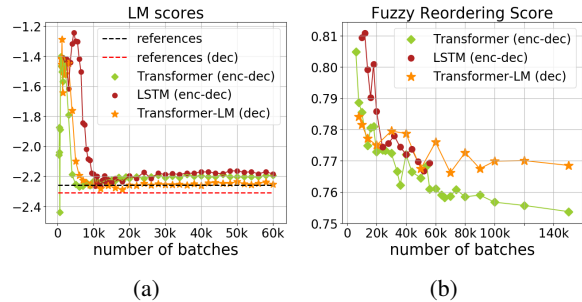 LM scores
−1.2
−1.4
−1.6
−1.8
−2.0
−2.2
−2.4
references
references (dec)
Transformer (enc-dec)
LSTM (enc-dec)
Transformer-LM (dec)
0
10k
20k
30k
40k
50k
60k
number of batches
(a)
Fuzzy Reordering Score
0.81
0.80
0.79
0.78
0.77
0.76
0.75
Transformer (enc-dec)
LSTM (enc-dec)
Transformer-LM (dec)
0
20k
50k
80k
100k
150k
number of batches
(b)